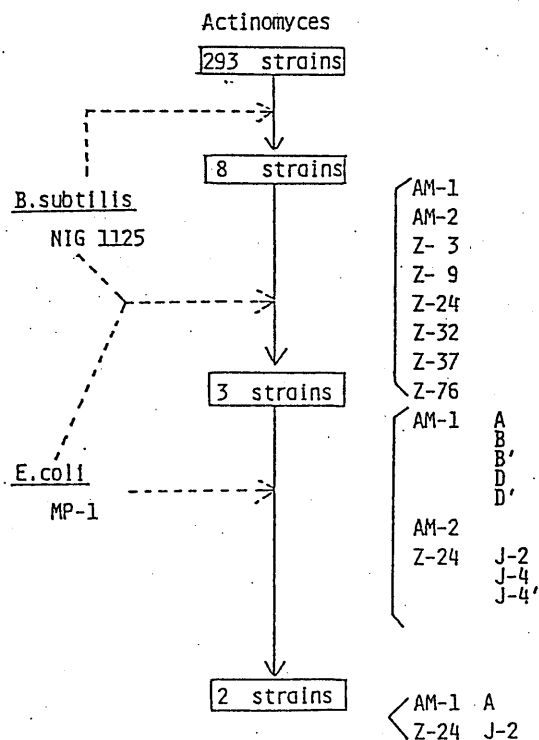 Actinomyces
293 strains
8 strains
B.subtilis
NIG 1125
AM-1
AM-2
Z- 3
Z- 9
Z-24
Z-32
Z-37
Z-76
3 strains
E.coli
MP-1
AM-1 A
B
B'
D
D'
AM-2
Z-24 J-2
J-4
J-4'
2 strains
AM-1 A
Z-24 J-2